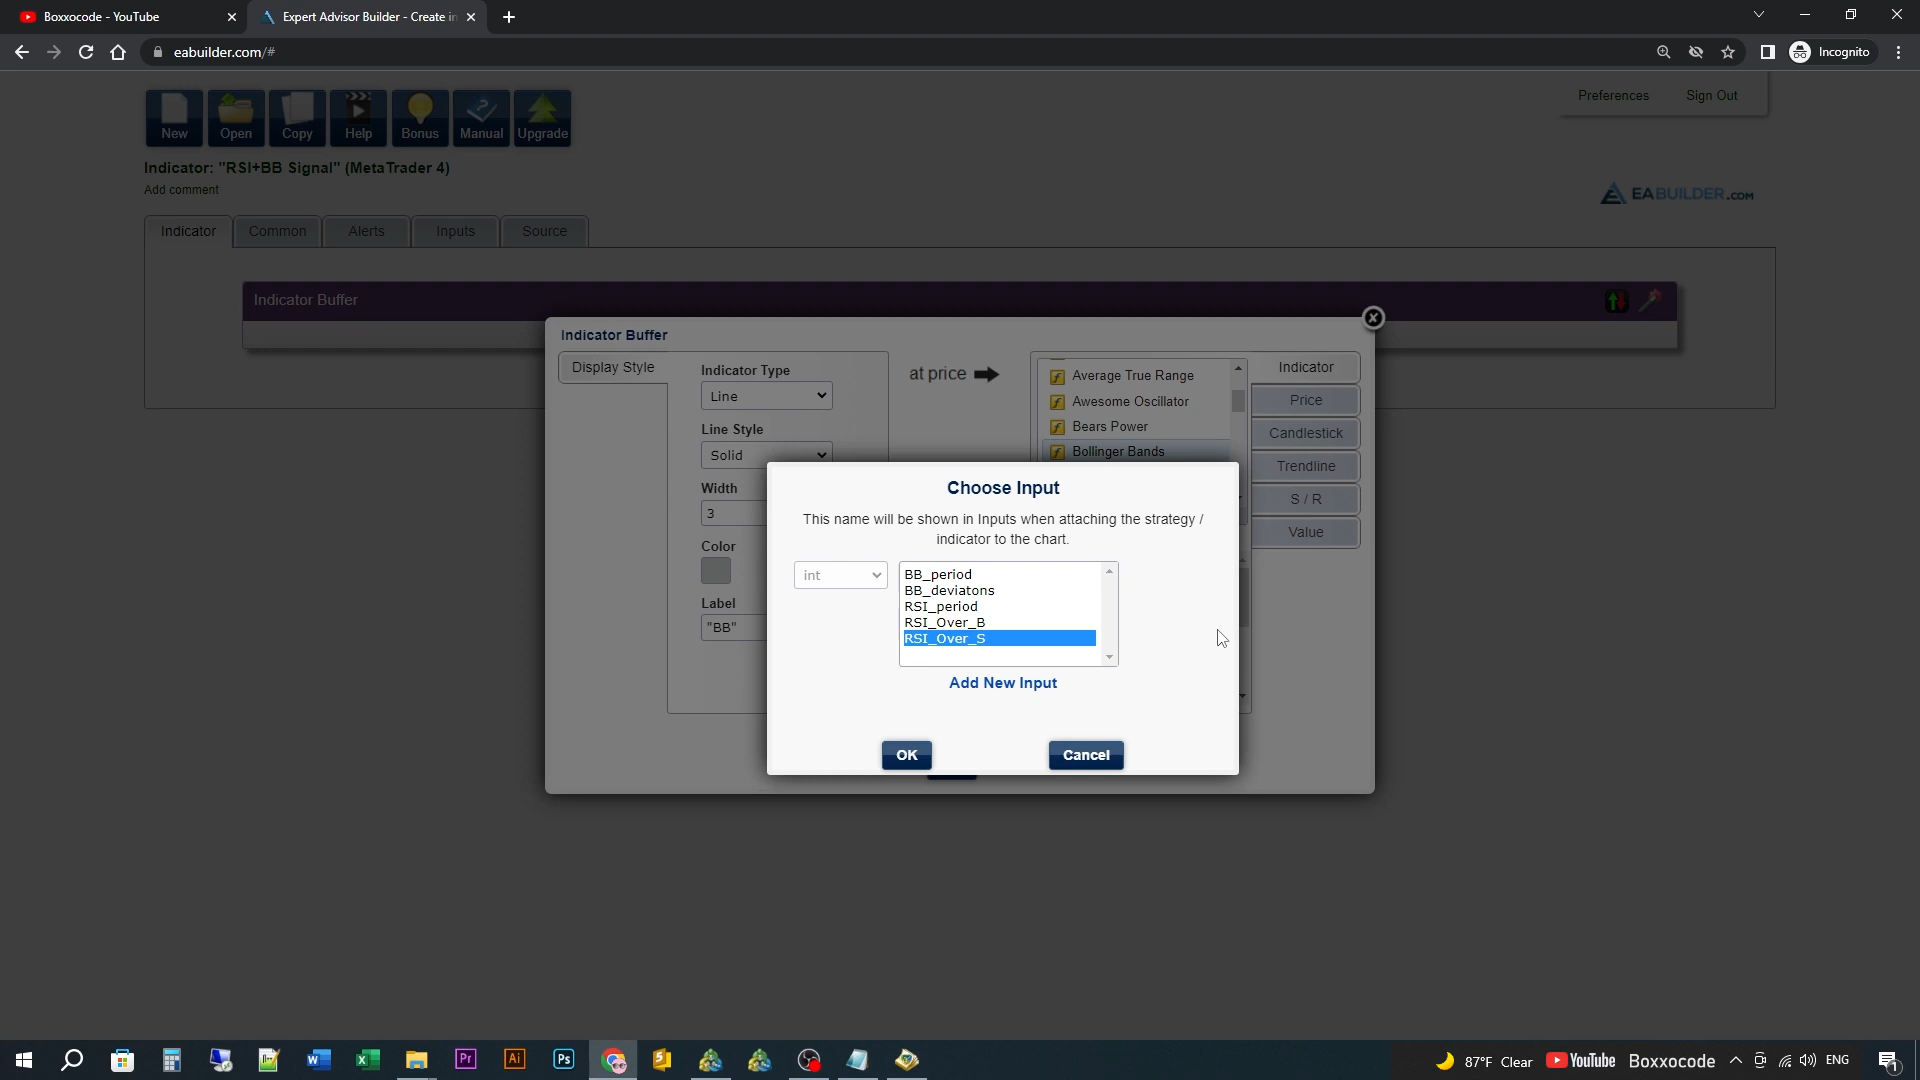 Boxxocode - YouTube
Expert Advisor Builder - Create in
eabuilder.com/#
Incognito
New
Open
Copy
Help
Bonus
Manual
Upgrade
Preferences
Sign Out
Indicator: "RSI+BB Signal" (MetaTrader 4)
Add comment
EABUILDER.COM
Indicator
Common
Alerts
Inputs
Source
Indicator Buffer
Indicator Buffer
Display Style
Indicator Type
Line
Line Style
Solid
Width
3
Color
Label
"BB"
at price
Average True Range
Awesome Oscillator
Bears Power
Bollinger Bands
Indicator
Price
Candlestick
Trendline
S / R
Value
Choose Input
This name will be shown in Inputs when attaching the strategy /
indicator to the chart.
int
BB_period
BB_deviatons
RSI_period
RSI_Over_B
RSI_Over_S
Add New Input
OK
Cancel
Pr
Ai
Ps
5
87°F Clear
YouTube
Boxxocode
ENG
1